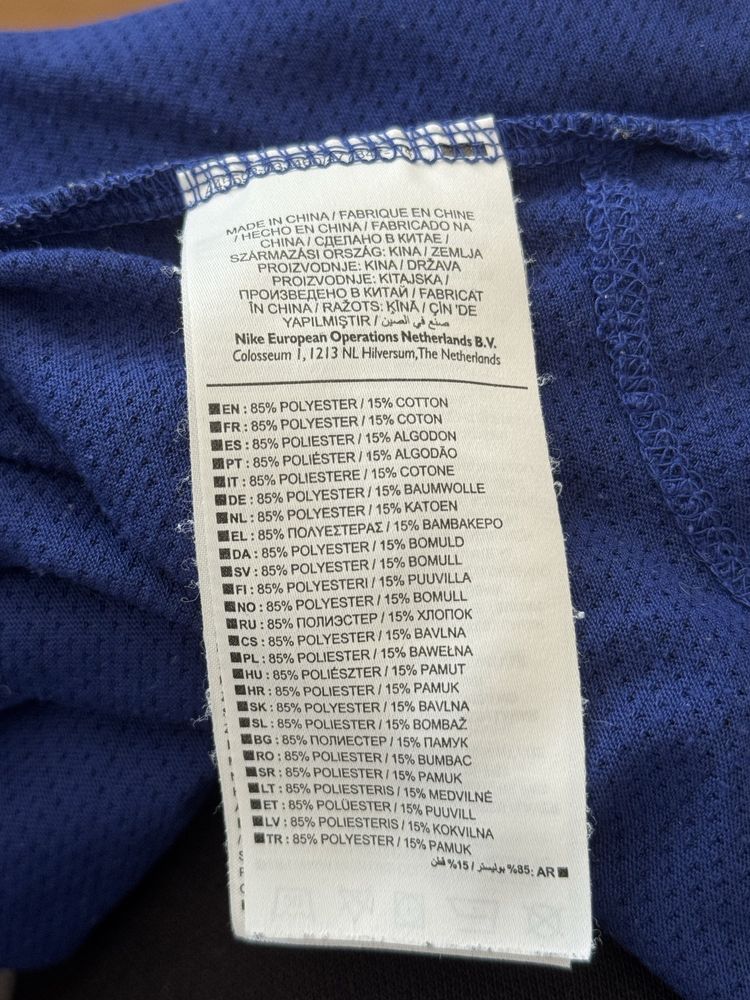 MADE IN CHINA / FABRIQUE EN CHINE
/ HECHO EN CHINA / FABRICADO NA
CHINA / СДЕЛАНО В КИТАЕ /
SZÁRMAZÁSI ORSZÁG: KINA / ZEMLJA
PROIZVODNJE: KINA / DRŽAVA
PROIZVODNJE: KITAJSKA /
ПРОИЗВЕДЕНО В КИТАЙ / FABRICAT
ÎN CHINA / RAŽOTS: ĶĪNĀ / ÇİN'DE
YAPILMIŞTIR / صنع في الصين
Nike European Operations Netherlands B.V.
Colosseum 1, 1213 NL Hilversum, The Netherlands
EN : 85% POLYESTER / 15% COTTON
FR : 85% POLYESTER / 15% COTON
ES : 85% POLIESTER / 15% ALGODON
PT : 85% POLIÉSTER / 15% ALGODÃO
IT : 85% POLIESTERE / 15% COTONE
DE : 85% POLYESTER / 15% BAUMWOLLE
NL : 85% POLYESTER / 15% KATOEN
EL : 85% ΠΟΛΥΕΣΤΕΡΑΣ / 15% ΒΑΜΒΑΚΕΡΟ
DA : 85% POLYESTER / 15% BOMULD
SV : 85% POLYESTER / 15% BOMULL
FI : 85% POLYESTERI / 15% PUUVILLA
NO : 85% POLYESTER / 15% BOMULL
RU : 85% ПОЛИЭСТЕР / 15% ХЛОПОК
CS : 85% POLYESTER / 15% BAVLNA
PL : 85% POLIESTER / 15% BAWEŁNA
HU : 85% POLIÉSZTER / 15% PAMUT
HR : 85% POLIESTER / 15% PAMUK
SK : 85% POLYESTER / 15% BAVLNA
SL : 85% POLIESTER / 15% BOMBAŽ
BG : 85% ПОЛИЕСТЕР / 15% ПАМУК
RO : 85% POLIESTER / 15% BUMBAC
SR : 85% POLIESTER / 15% PAMUK
LT : 85% POLIESTERIS / 15% MEDVILNĖ
ET : 85% POLÜESTER / 15% PUUVILL
LV : 85% POLIESTERIS / 15% KOKVILNA
TR : 85% POLYESTER / 15% PAMUK
AR :85% بوليستر / 15% قطن